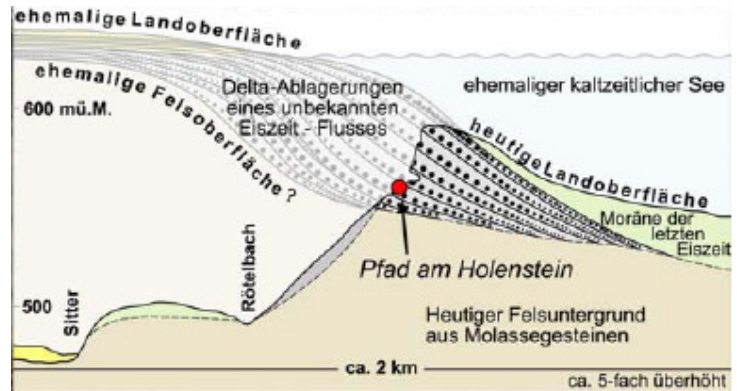 ehemalige Landoberfläche
ehemalige Felsoberfläche ?
600 mü.M.
Delta-Ablagerungen
eines unbekannten
Eiszeit - Flusses
ehemaliger kaltzeitlicher See
heutige Landoberfläche
Moräne der
letzten
Eiszeit
Pfad am Holenstein
500
Sitter
Rötelbach
Heutiger Felsuntergrund
aus Molassegesteinen
ca. 2 km
ca. 5-fach überhöht